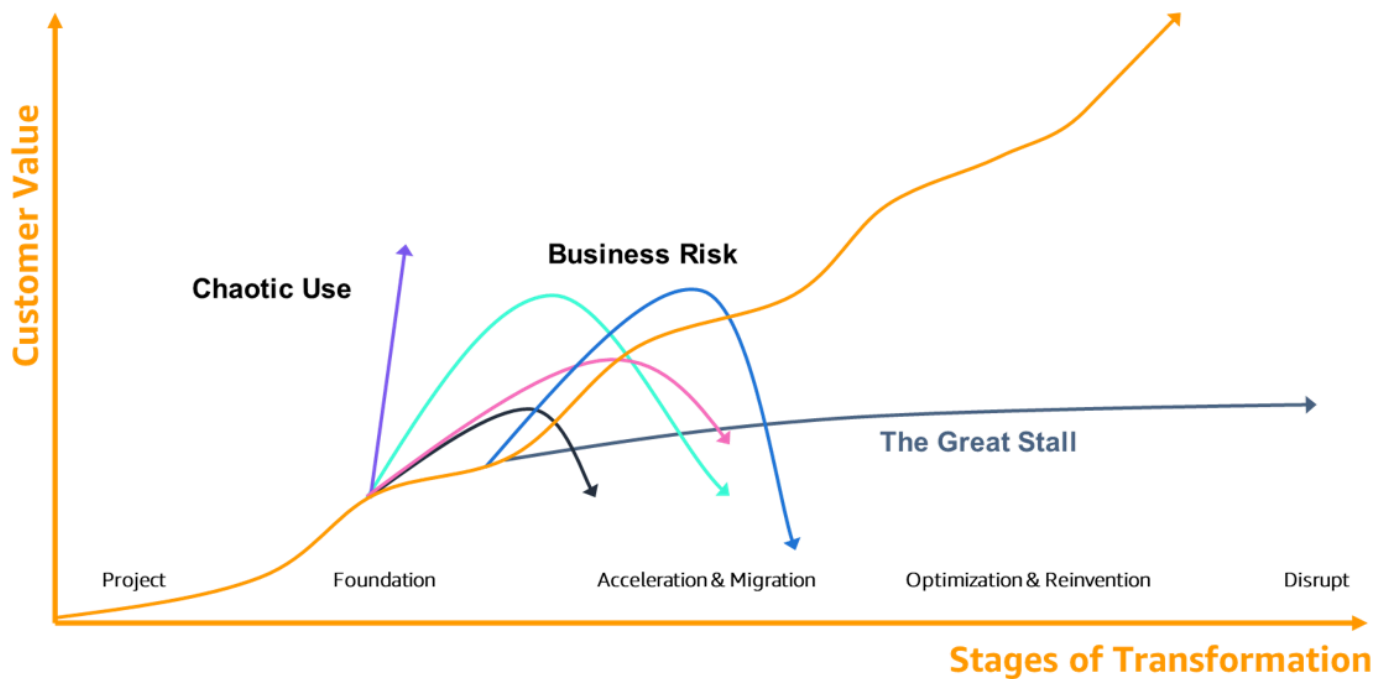 Customer Value
Business Risk
Chaotic Use
The Great Stall
Project
Foundation
Acceleration & Migration
Optimization & Reinvention
Disrupt
Stages of Transformation